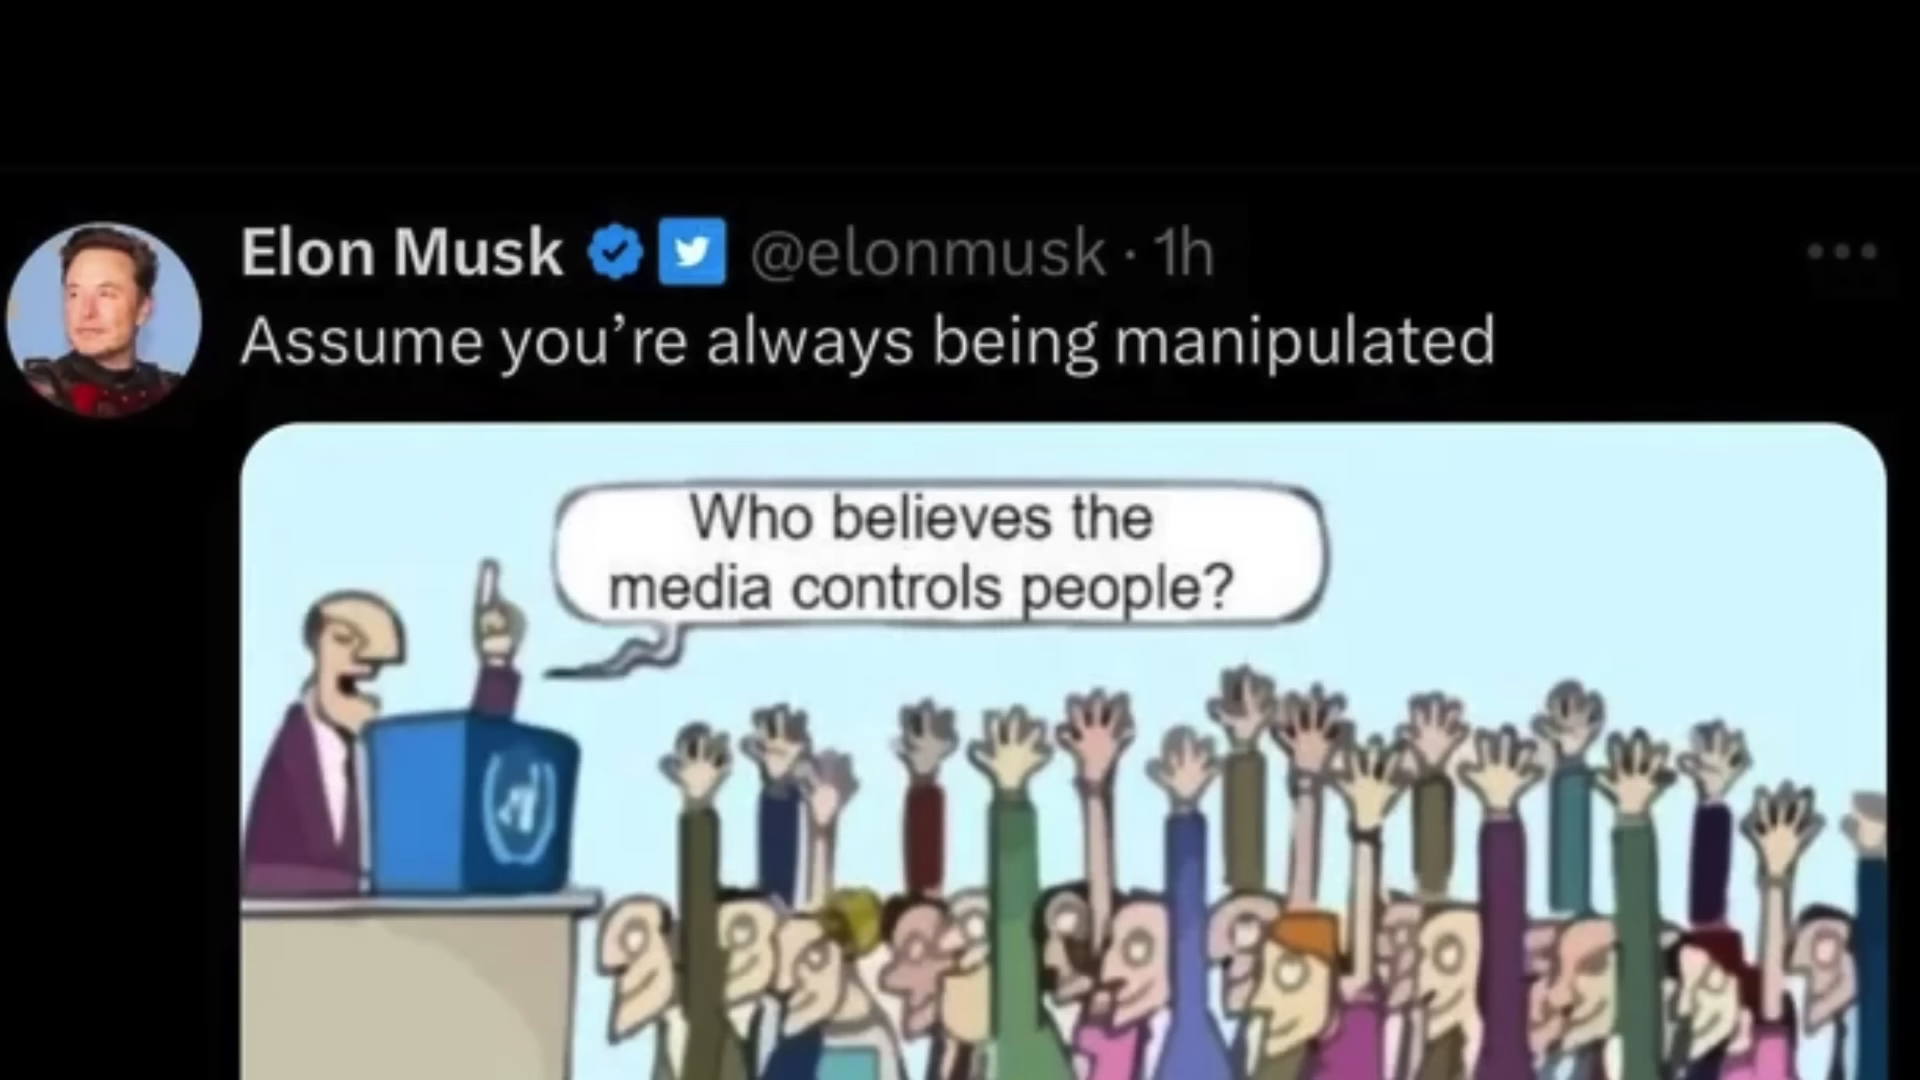 Elon Musk @elonmusk · 1h
Assume you’re always being manipulated
Who believes the
media controls people?